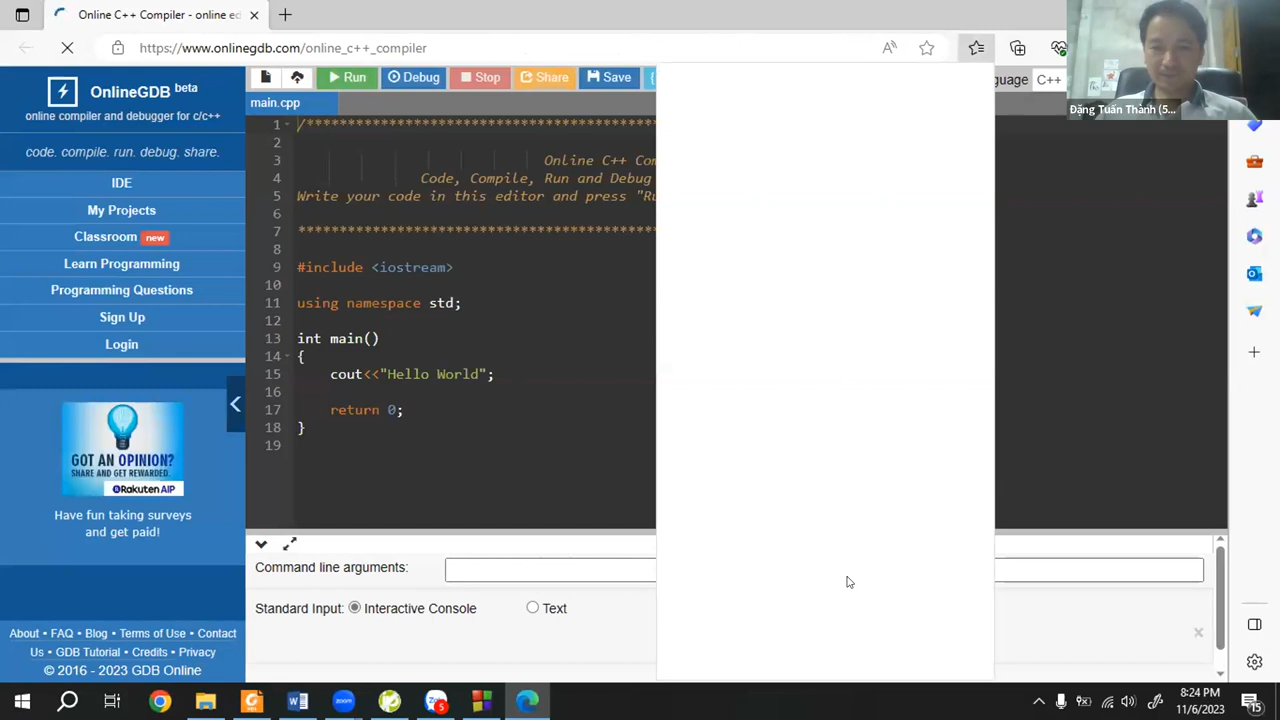 Online C++ Compiler - online ed
https://www.onlinegdb.com/online_c++_compiler
OnlineGDB beta
online compiler and debugger for c/c++
code. compile. run. debug. share.
IDE
My Projects
Classroom new
Learn Programming
Programming Questions
Sign Up
Login
GOT AN OPINION?
SHARE AND GET REWARDED.
Rakuten AIP
Have fun taking surveys
and get paid!
About • FAQ • Blog • Terms of Use • Contact
Us • GDB Tutorial • Credits • Privacy
© 2016 - 2023 GDB Online
Run Debug Stop Share Save {
nguage C++
Đặng Tuấn Thành (5...
main.cpp
1 /*******************************************
2
3 Online C++ Com
4 Code, Compile, Run and Debug
5 Write your code in this editor and press "Ru
6
7 *******************************************
8
9 #include <iostream>
10
11 using namespace std;
12
13 int main()
14 {
15 cout<<"Hello World";
16
17 return 0;
18 }
19
Command line arguments:
Standard Input: Interactive Console Text
5
8:24 PM
11/6/2023
15